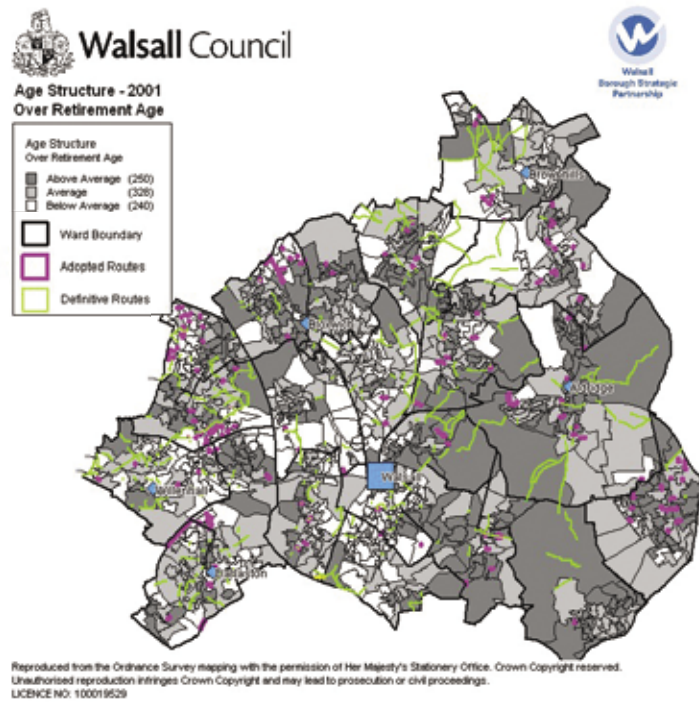 Walsall Council
Walsall
Borough Strategic
Partnership
Age Structure - 2001
Over Retirement Age
Age Structure
Over Retirement Age
Above Average (250)
Average (328)
Below Average (240)
Ward Boundary
Adopted Routes
Definitive Routes
Brownhills
Bloxwich
Aldridge
Walsall
Willenhall
Darlaston
Reproduced from the Ordnance Survey mapping with the permission of Her Majesty's Stationery Office. Crown Copyright reserved.
Unauthorised reproduction infringes Crown Copyright and may lead to prosecution or civil proceedings.
LICENCE NO: 100019529